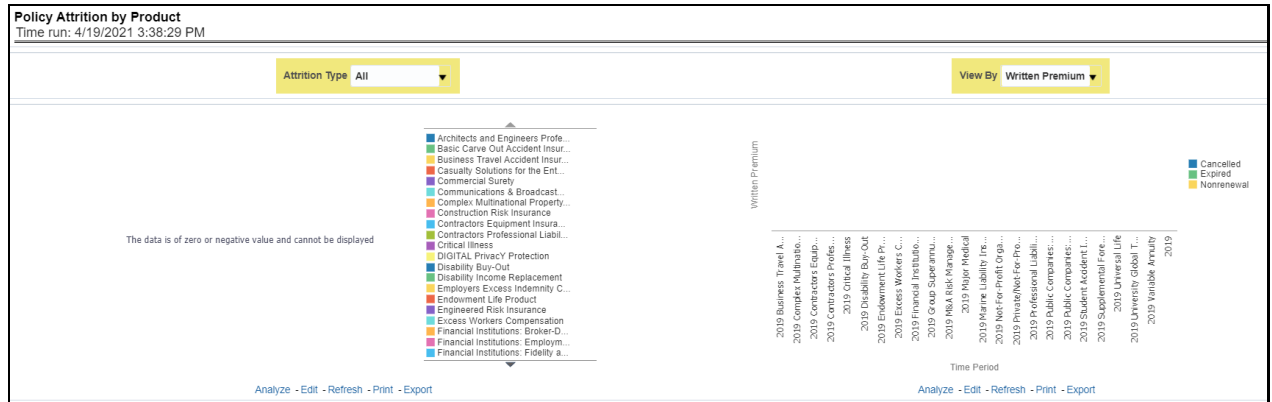 Policy Attrition by Product
Time run: 4/19/2021 3:38:29 PM
Attrition Type All
View By Written Premium
The data is of zero or negative value and cannot be displayed
Architects and Engineers Profe...
Basic Carve Out Accident Insur...
Business Travel Accident Insur...
Casualty Solutions for the Ent...
Commercial Surety
Communications & Broadcast...
Complex Multinational Property...
Construction Risk Insurance
Contractors Equipment Insura...
Contractors Professional Liabil...
Critical Illness
DIGITAL PrivacY Protection
Disability Buy-Out
Disability Income Replacement
Employers Excess Indemnity C...
Endowment Life Product
Engineered Risk Insurance
Excess Workers Compensation
Financial Institutions: Broker-D...
Financial Institutions: Employm...
Financial Institutions: Fidelity a...
Analyze - Edit - Refresh - Print - Export
Written Premium
2019 Business Travel A...
2019 Complex Multinatio...
2019 Contractors Equip...
2019 Contractors Profes...
2019 Critical Illness
2019 Disability Buy-Out
2019 Endowment Life Pr...
2019 Excess Workers C...
2019 Financial Institutio...
2019 Group Superannu...
2019 M&A Risk Manage...
2019 Major Medical
2019 Marine Liability Ins...
2019 Not-For-Profit Orga...
2019 Private/Not-For-Pro...
2019 Professional Liabili...
2019 Public Companies:...
2019 Public Companies:...
2019 Student Accident I...
2019 Supplemental Fore...
2019 Universal Life
2019 University Global T...
2019 Variable Annuity
2019
Time Period
Cancelled
Expired
Nonrenewal
Analyze - Edit - Refresh - Print - Export